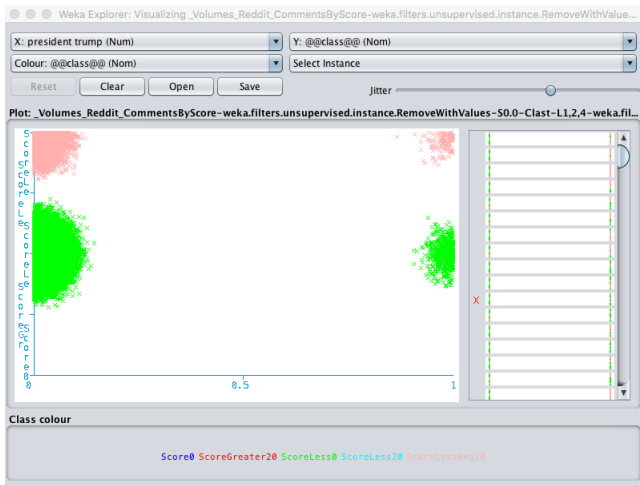 Weka Explorer: Visualizing _Volumes_Reddit_CommentsByScore-weka.filters.unsupervised.instance.RemoveWithValue...
X: president trump (Num)
Y: @@class@@ (Nom)
Colour: @@class@@ (Nom)
Select Instance
Reset Clear Open Save Jitter
Plot: _Volumes_Reddit_CommentsByScore-weka.filters.unsupervised.instance.RemoveWithValues-S0.0-Clast-L1,2,4-weka.fil...
0 0.5 1
X
Class colour
Score0 ScoreGreater20 ScoreLess0 ScoreLess20 ScoreLessNeg20